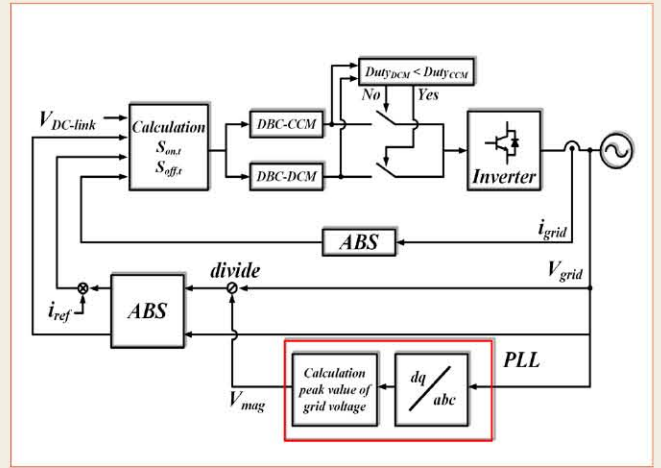 Duty_DCM < Duty_CCM
No Yes
V_DC-link
Calculation
S_on.t
S_off.t
DBC-CCM
DBC-DCM
Inverter
ABS
i_grid
V_grid
divide
i_ref
ABS
PLL
Calculation
peak value of
grid voltage
dq
abc
V_mag